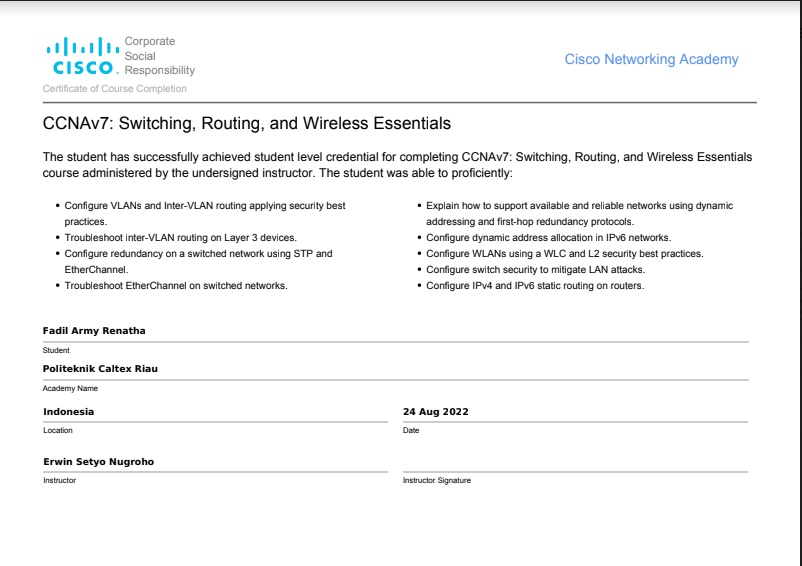 Corporate
Social
Responsibility
CISCO.
Cisco Networking Academy
Certificate of Course Completion
CCNAv7: Switching, Routing, and Wireless Essentials
The student has successfully achieved student level credential for completing CCNAv7: Switching, Routing, and Wireless Essentials
course administered by the undersigned instructor. The student was able to proficiently:
• Configure VLANs and Inter-VLAN routing applying security best
practices.
• Troubleshoot inter-VLAN routing on Layer 3 devices.
• Configure redundancy on a switched network using STP and
EtherChannel.
• Troubleshoot EtherChannel on switched networks.
• Explain how to support available and reliable networks using dynamic
addressing and first-hop redundancy protocols.
• Configure dynamic address allocation in IPv6 networks.
• Configure WLANs using a WLC and L2 security best practices.
• Configure switch security to mitigate LAN attacks.
• Configure IPv4 and IPv6 static routing on routers.
Fadil Army Renatha
Student
Politeknik Caltex Riau
Academy Name
Indonesia
Location
24 Aug 2022
Date
Erwin Setyo Nugroho
Instructor
Instructor Signature